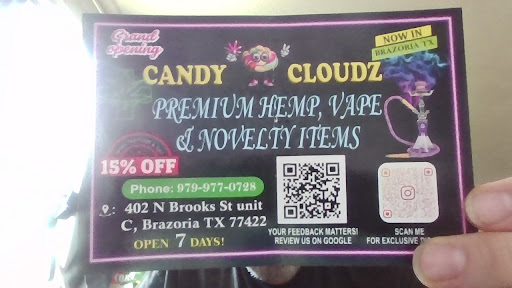 Grand
opening
NOW IN
BRAZORIA TX
CANDY CLOUDZ
PREMIUM HEMP, VAPE
& NOVELTY ITEMS
15% OFF
Phone: 979-977-0728
: 402 N Brooks St unit
C, Brazoria TX 77422
OPEN 7 DAYS!
YOUR FEEDBACK MATTERS!
REVIEW US ON GOOGLE
SCAN ME
FOR EXCLUSIVE